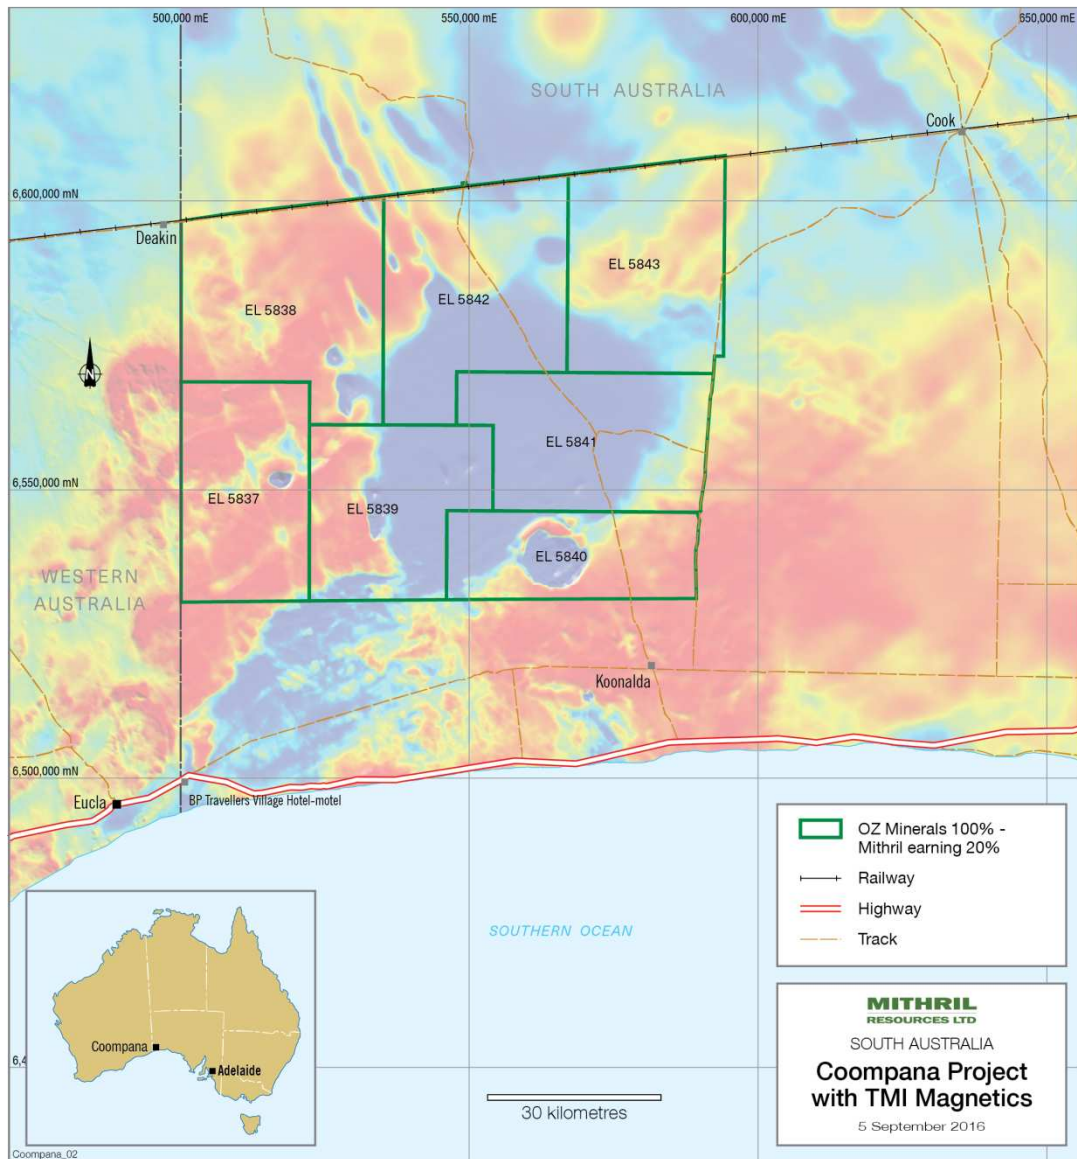 500,000 mE
550,000 mE
600,000 mE
650,000 mE
SOUTH AUSTRALIA
Cook
6,600,000 mN
Deakin
EL 5843
EL 5842
EL 5838
N
EL 5841
6,550,000 mN
EL 5837
EL 5839
EL 5840
WESTERN
AUSTRALIA
Koonalda
6,500,000 mN
BP Travellers Village Hotel-motel
Eucla
OZ Minerals 100% -
Mithril earning 20%
Railway
Highway
Track
SOUTHERN OCEAN
Coompana
Adelaide
6,4
30 kilometres
MITHRIL
RESOURCES LTD
SOUTH AUSTRALIA
Coompana Project
with TMI Magnetics
5 September 2016
Coompana_02